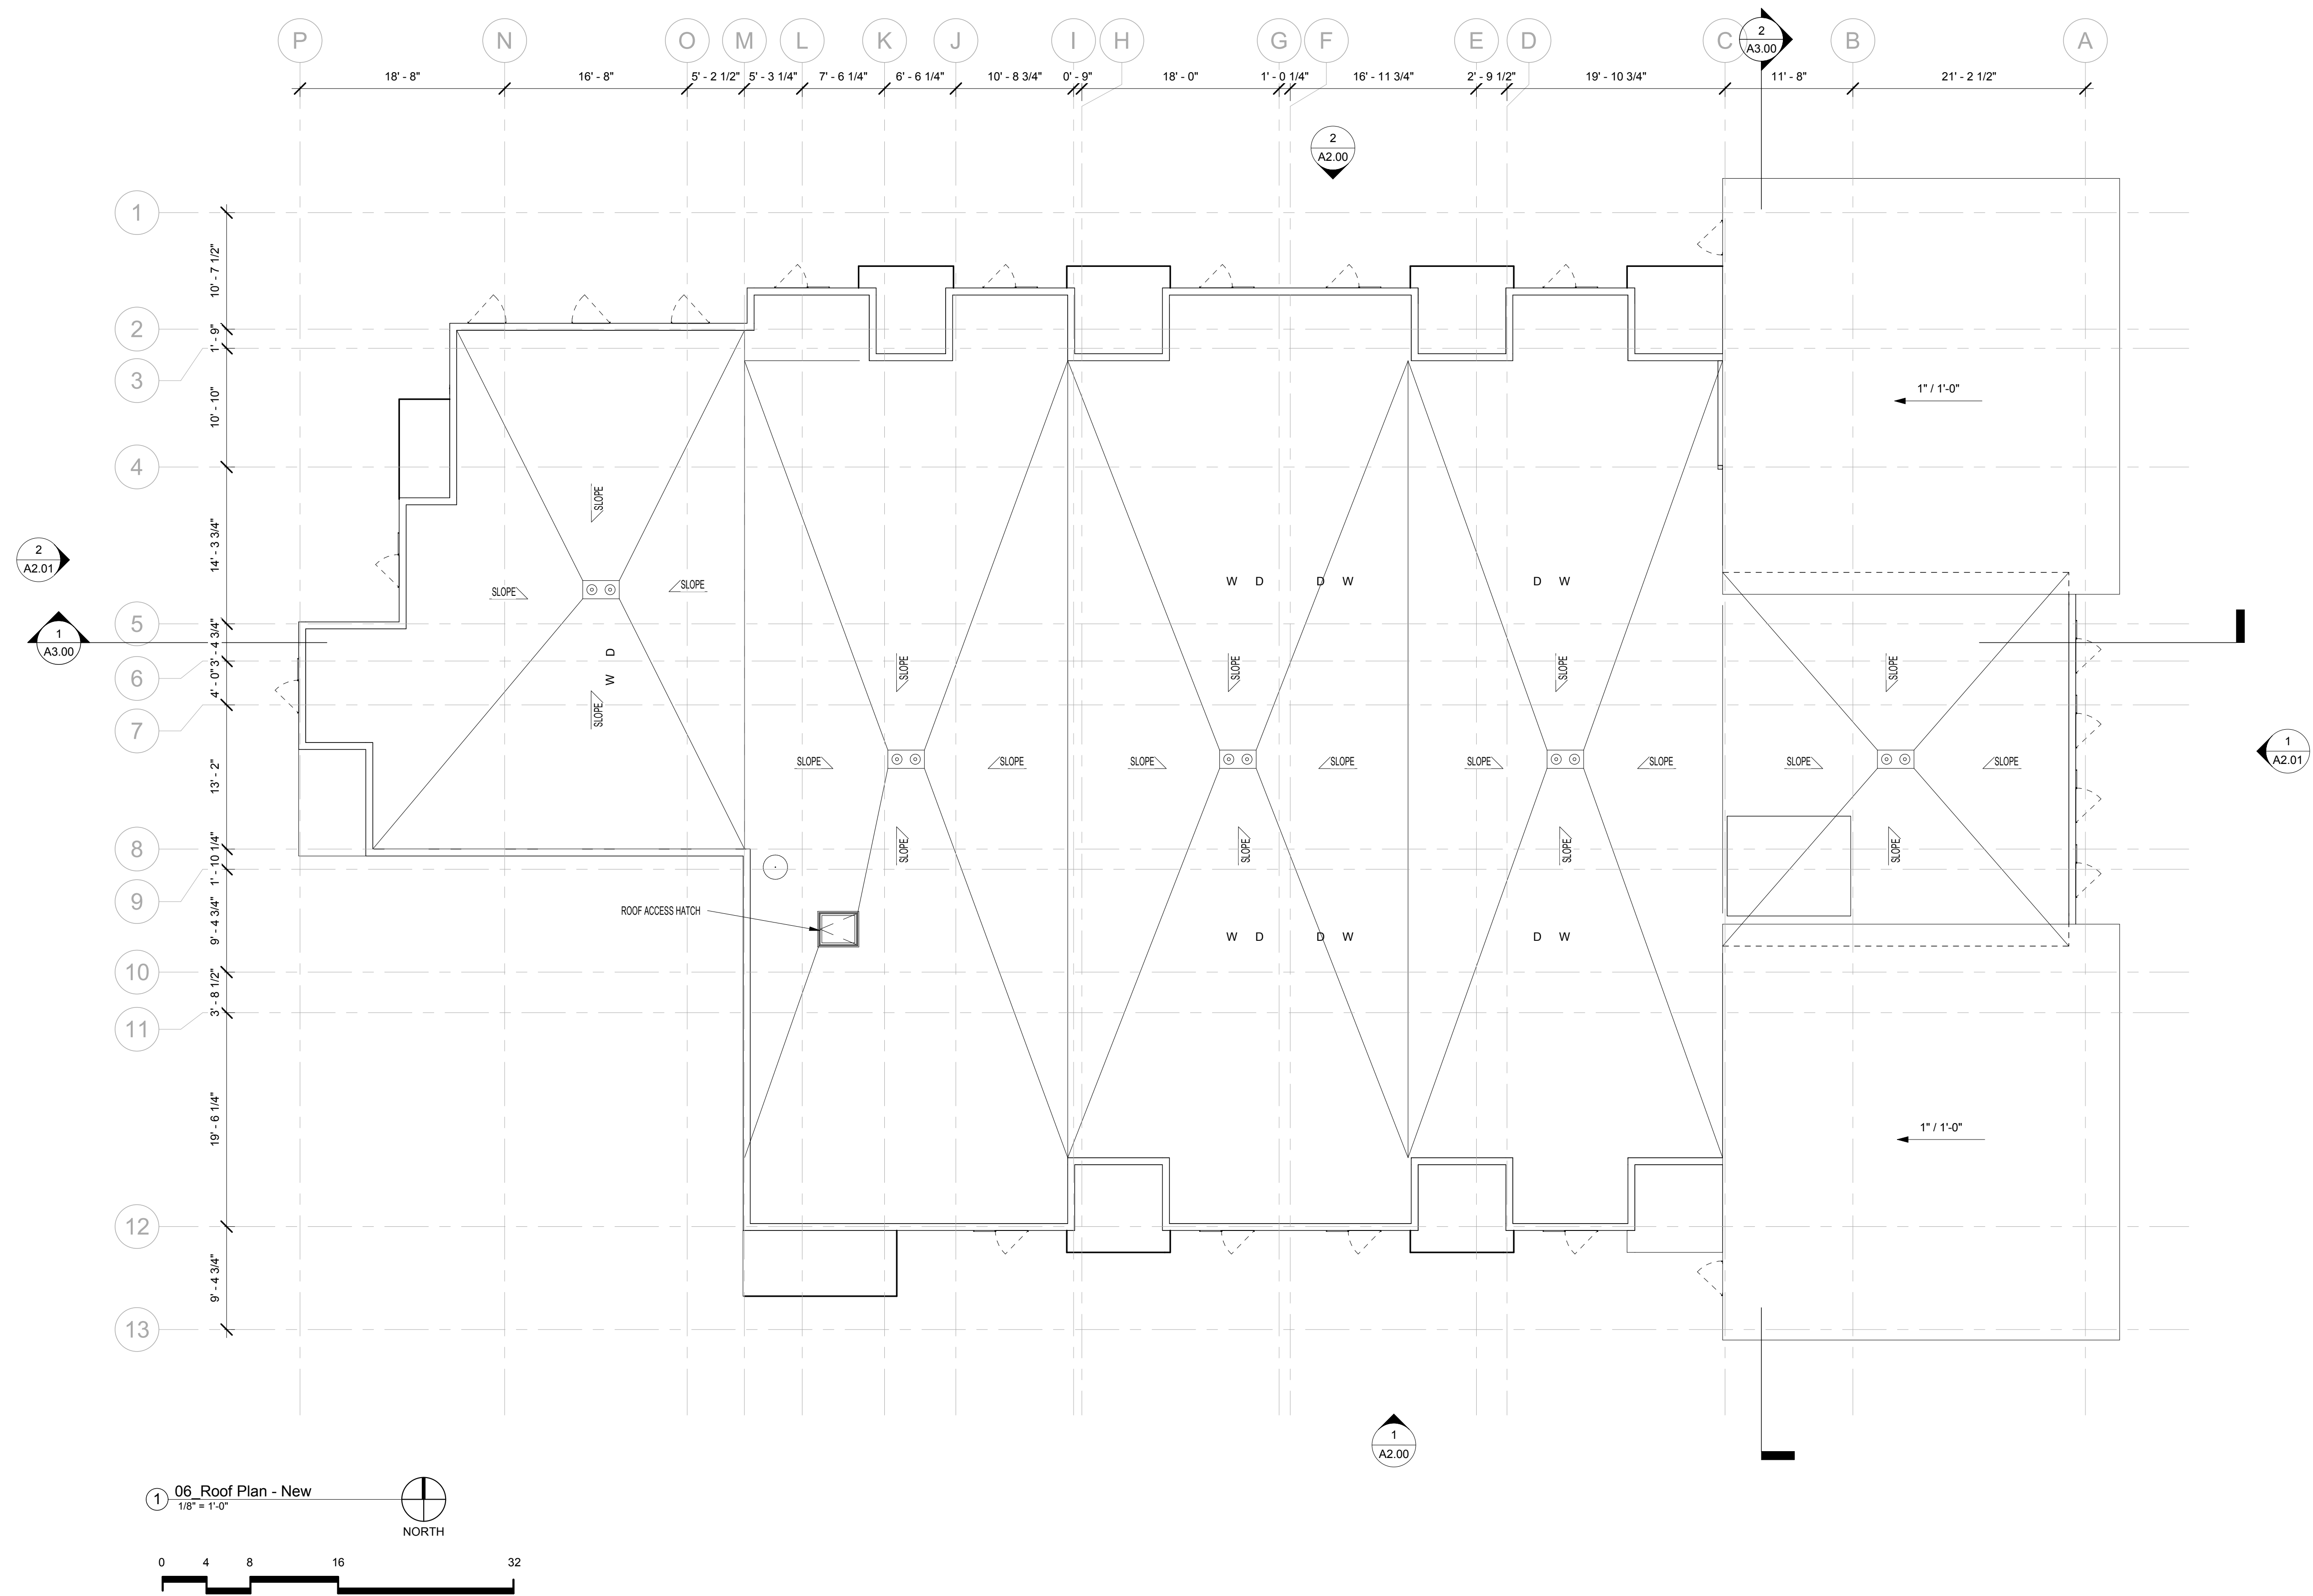 P N O M L K J I H G F E D C B A
2
A3.00
18' - 8" 16' - 8" 5' - 2 1/2" 5' - 3 1/4" 7' - 6 1/4" 6' - 6 1/4" 10' - 8 3/4" 0' - 9" 18' - 0" 1' - 0 1/4" 16' - 11 3/4" 2' - 9 1/2" 19' - 10 3/4" 11' - 8" 21' - 2 1/2"
2
A2.00
1
10' - 7 1/2"
2
1' - 9"
3
10' - 10"
1" / 1'-0"
4
SLOPE
14' - 3 3/4"
2
A2.01
W D D W D W
SLOPE SLOPE
5
1
A3.00
3' - 4 3/4"
W D
SLOPE SLOPE SLOPE SLOPE
6
4' - 0"
SLOPE
7
1
A2.01
SLOPE SLOPE SLOPE SLOPE SLOPE SLOPE SLOPE SLOPE
13' - 2"
8
SLOPE SLOPE SLOPE SLOPE
1' - 10 1/4"
9
ROOF ACCESS HATCH
9' - 4 3/4"
W D D W D W
10
3' - 8 1/2"
11
19' - 6 1/4"
1" / 1'-0"
12
9' - 4 3/4"
13
1
A2.00
1 06_Roof Plan - New
1/8" = 1'-0"
NORTH
0 4 8 16 32